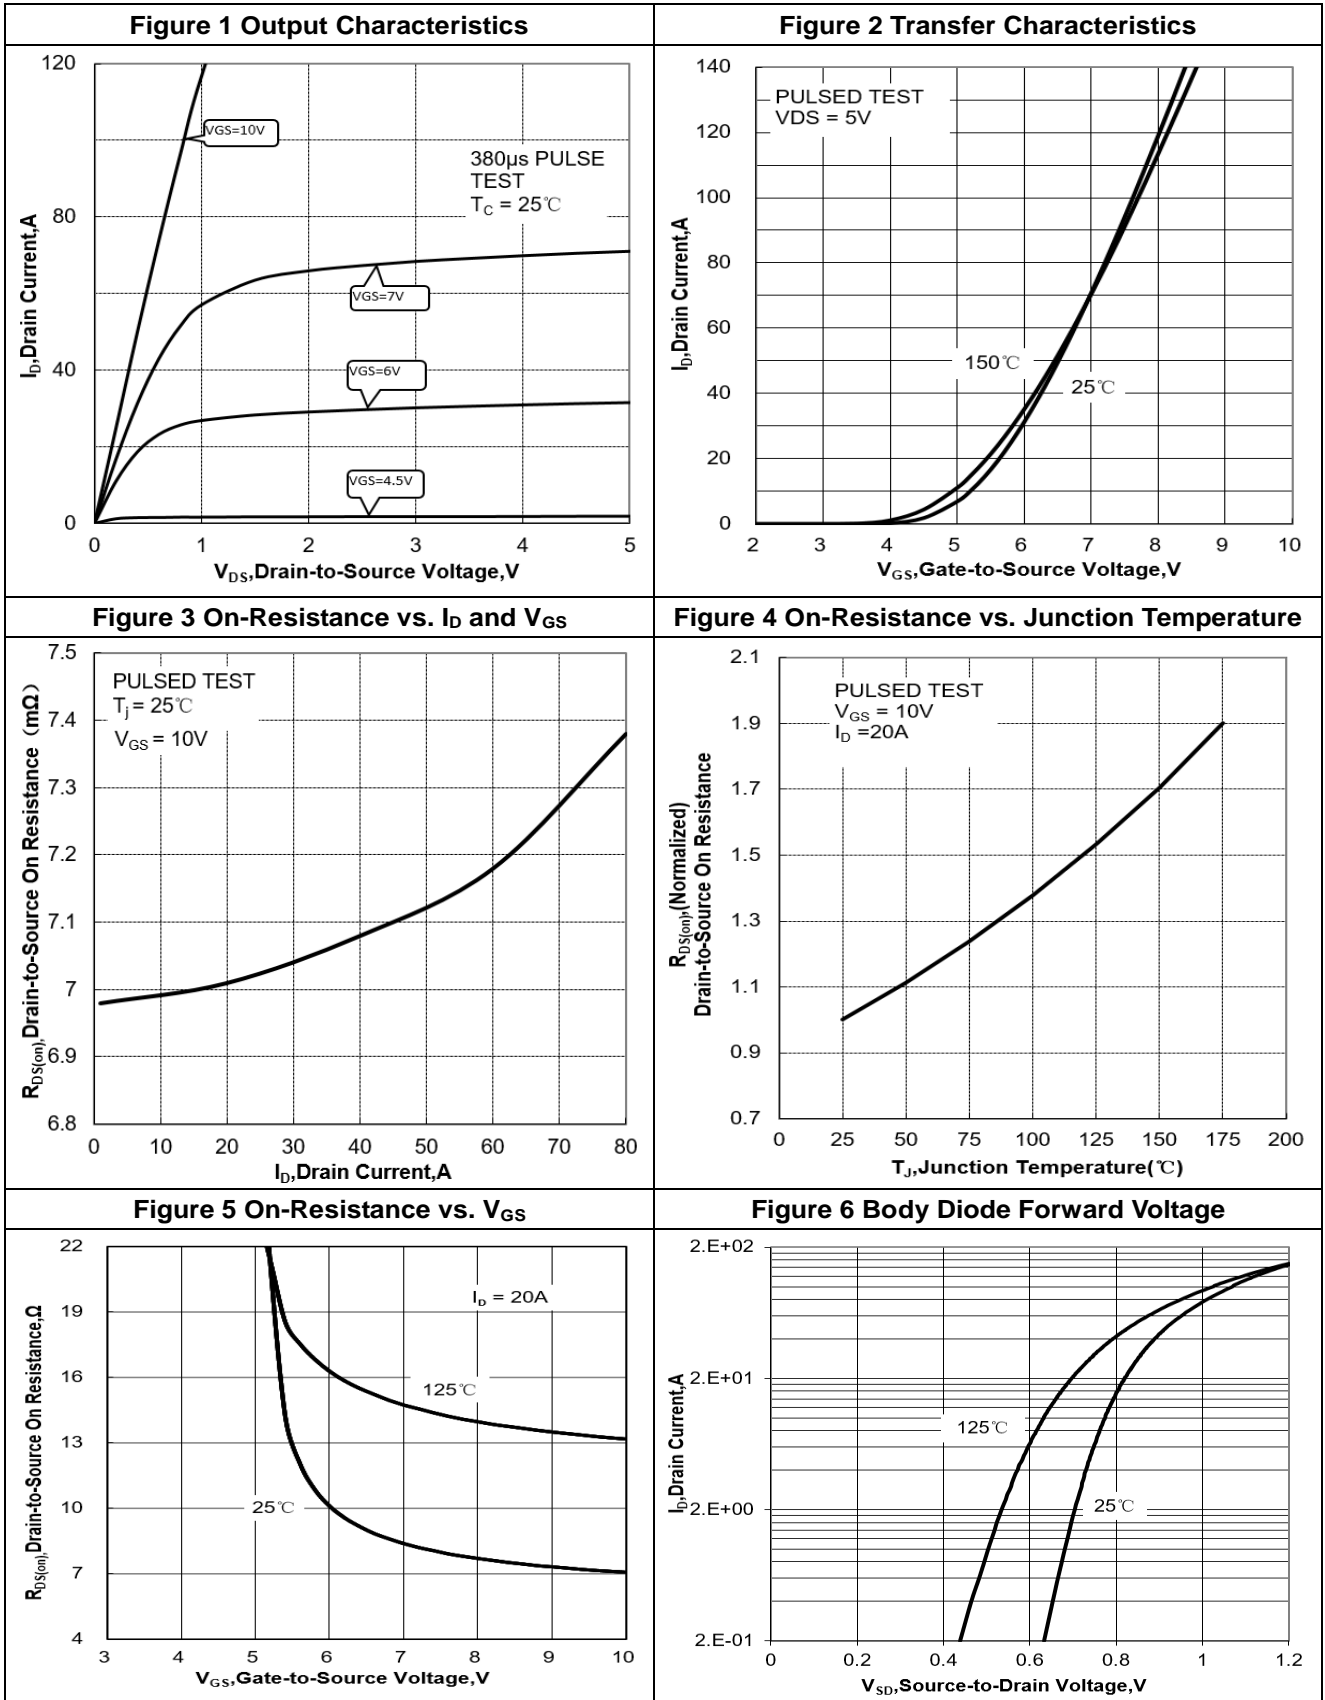 Figure 1 Output Characteristics
120
80
40
0
0 1 2 3 4 5
I_D,Drain Current,A
VGS=10V
380μs PULSE
TEST
T_C = 25℃
VGS=7V
VGS=6V
VGS=4.5V
V_DS,Drain-to-Source Voltage,V
Figure 2 Transfer Characteristics
140
120
100
80
60
40
20
0
2 3 4 5 6 7 8 9 10
I_D,Drain Current,A
PULSED TEST
VDS = 5V
150℃
25℃
V_GS,Gate-to-Source Voltage,V
Figure 3 On-Resistance vs. I_D and V_GS
7.5
7.4
7.3
7.2
7.1
7
6.9
6.8
0 10 20 30 40 50 60 70 80
R_DS(on),Drain-to-Source On Resistance（mΩ）
PULSED TEST
T_j = 25℃
V_GS = 10V
I_D,Drain Current,A
Figure 4 On-Resistance vs. Junction Temperature
2.1
1.9
1.7
1.5
1.3
1.1
0.9
0.7
0 25 50 75 100 125 150 175 200
R_DS(on),(Normalized)
Drain-to-Source On Resistance
PULSED TEST
V_GS = 10V
I_D =20A
T_J,Junction Temperature(℃)
Figure 5 On-Resistance vs. V_GS
22
19
16
13
10
7
4
3 4 5 6 7 8 9 10
R_DS(on),Drain-to-Source On Resistance,Ω
I_D = 20A
125℃
25℃
V_GS,Gate-to-Source Voltage,V
Figure 6 Body Diode Forward Voltage
2.E+02
2.E+01
2.E+00
2.E-01
0 0.2 0.4 0.6 0.8 1 1.2
I_D,Drain Current,A
125℃
25℃
V_SD,Source-to-Drain Voltage,V